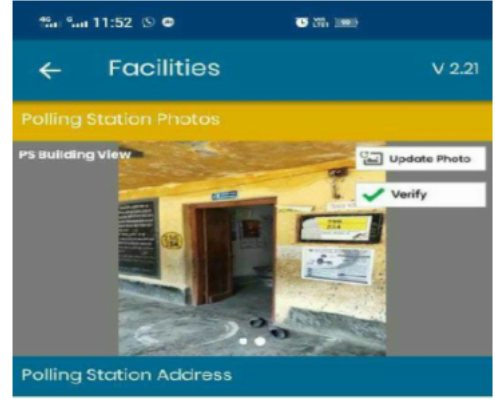 11:52
Facilities
V 2.21
Polling Station Photos
PS Building View
Update Photo
Verify
Polling Station Address